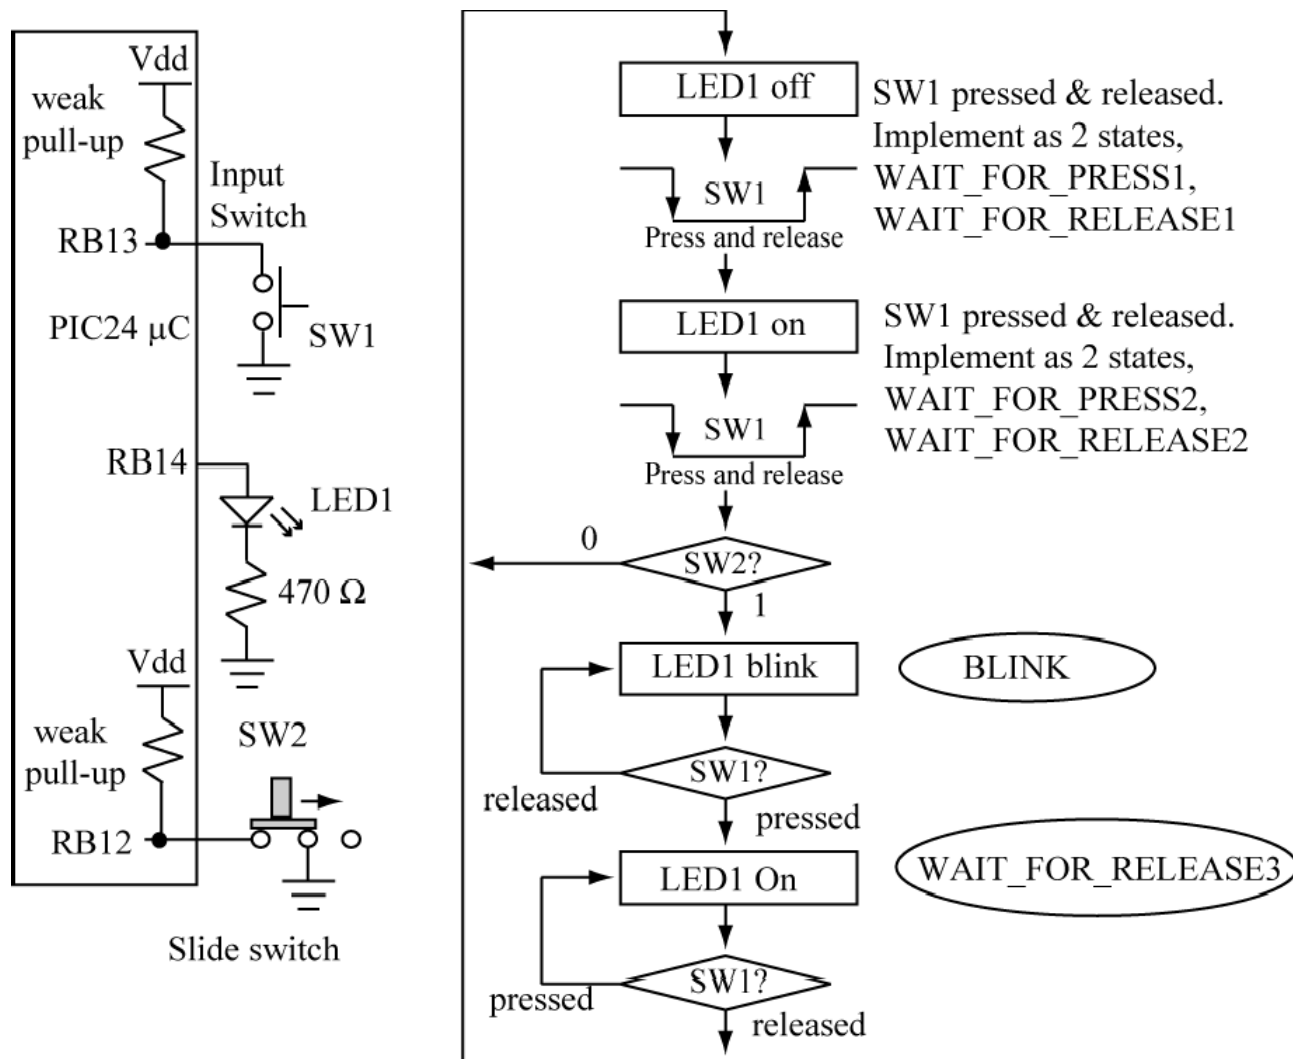 Vdd
weak
pull-up
Input
Switch
RB13
PIC24 µC
SW1
RB14
LED1
470 Ω
Vdd
weak
pull-up
SW2
RB12
Slide switch
LED1 off
SW1 pressed & released.
Implement as 2 states,
WAIT_FOR_PRESS1,
WAIT_FOR_RELEASE1
SW1
Press and release
LED1 on
SW1 pressed & released.
Implement as 2 states,
WAIT_FOR_PRESS2,
WAIT_FOR_RELEASE2
SW1
Press and release
0
SW2?
1
LED1 blink
BLINK
SW1?
released
pressed
LED1 On
WAIT_FOR_RELEASE3
SW1?
pressed
released